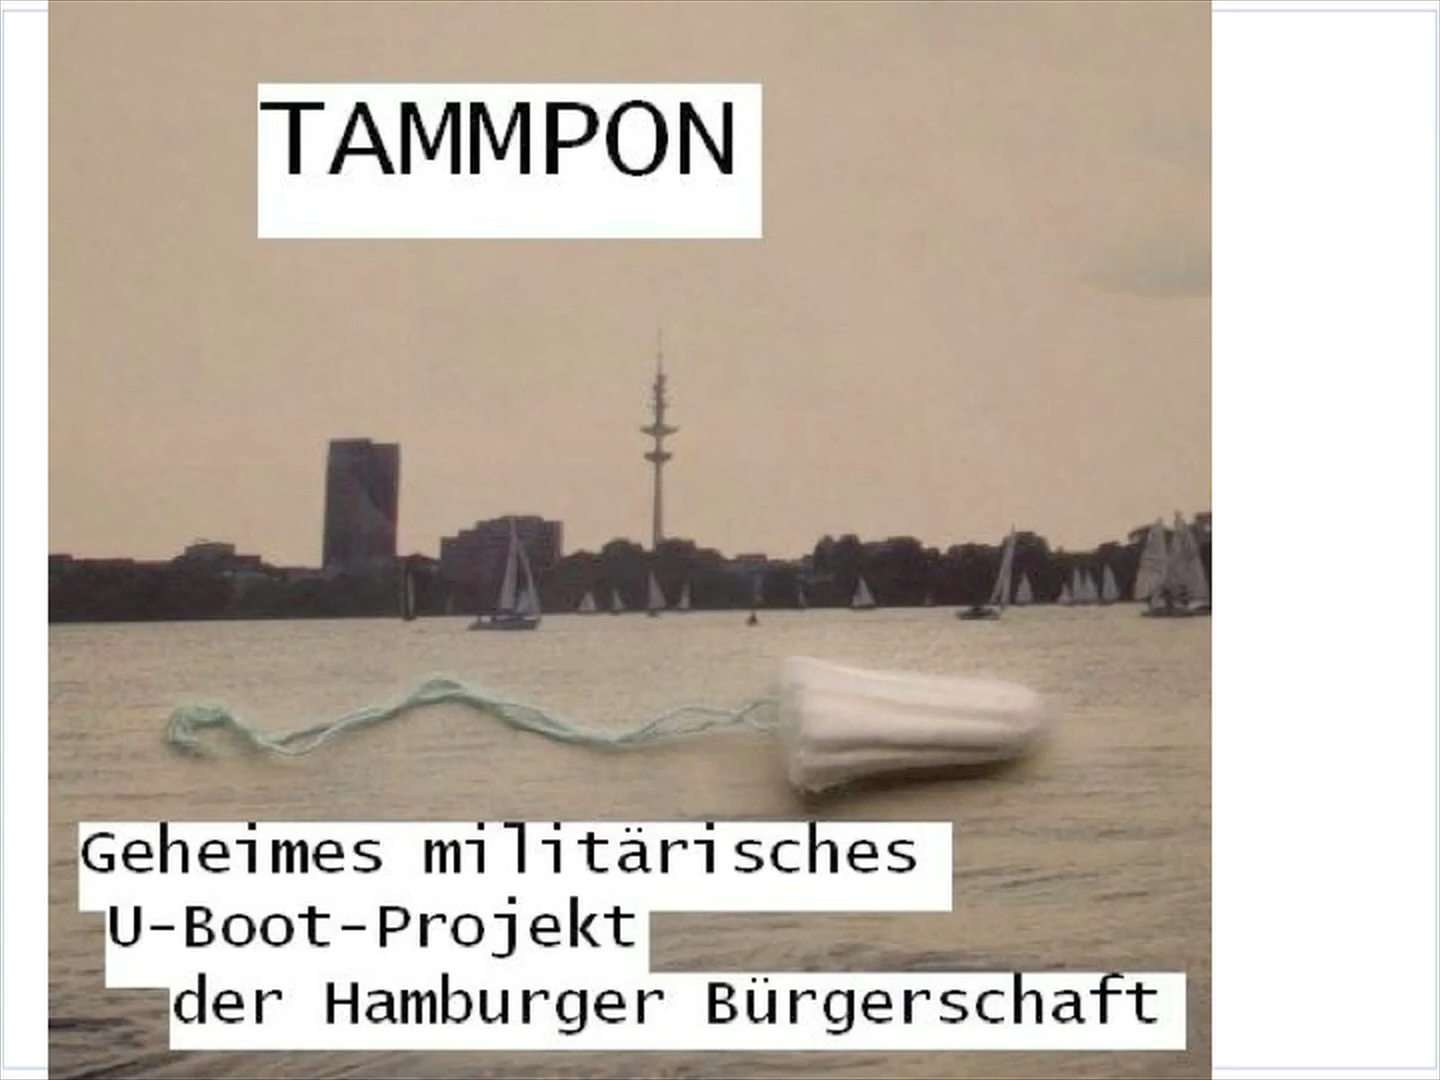 TAMMPON
Geheimes militärisches
U-Boot-Projekt
der Hamburger Bürgerschaft